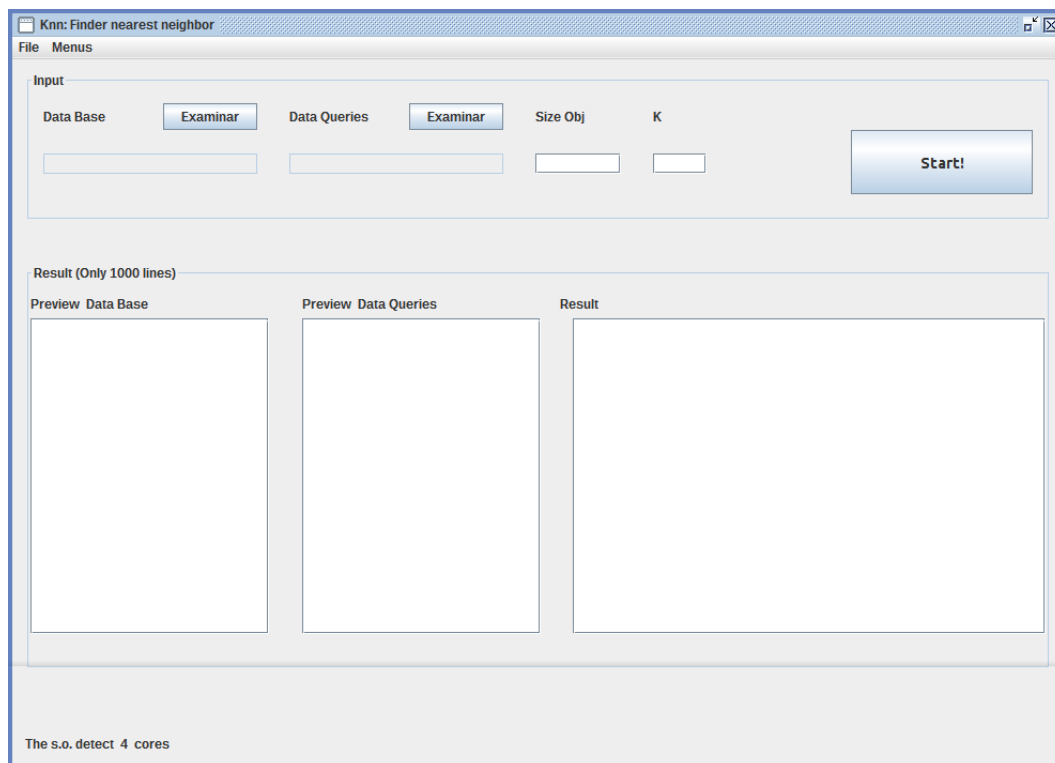 Knn: Finder nearest neighbor
File Menus
Input
Data Base Examinar Data Queries Examinar Size Obj K
Start!
Result (Only 1000 lines)
Preview Data Base Preview Data Queries Result
The s.o. detect 4 cores